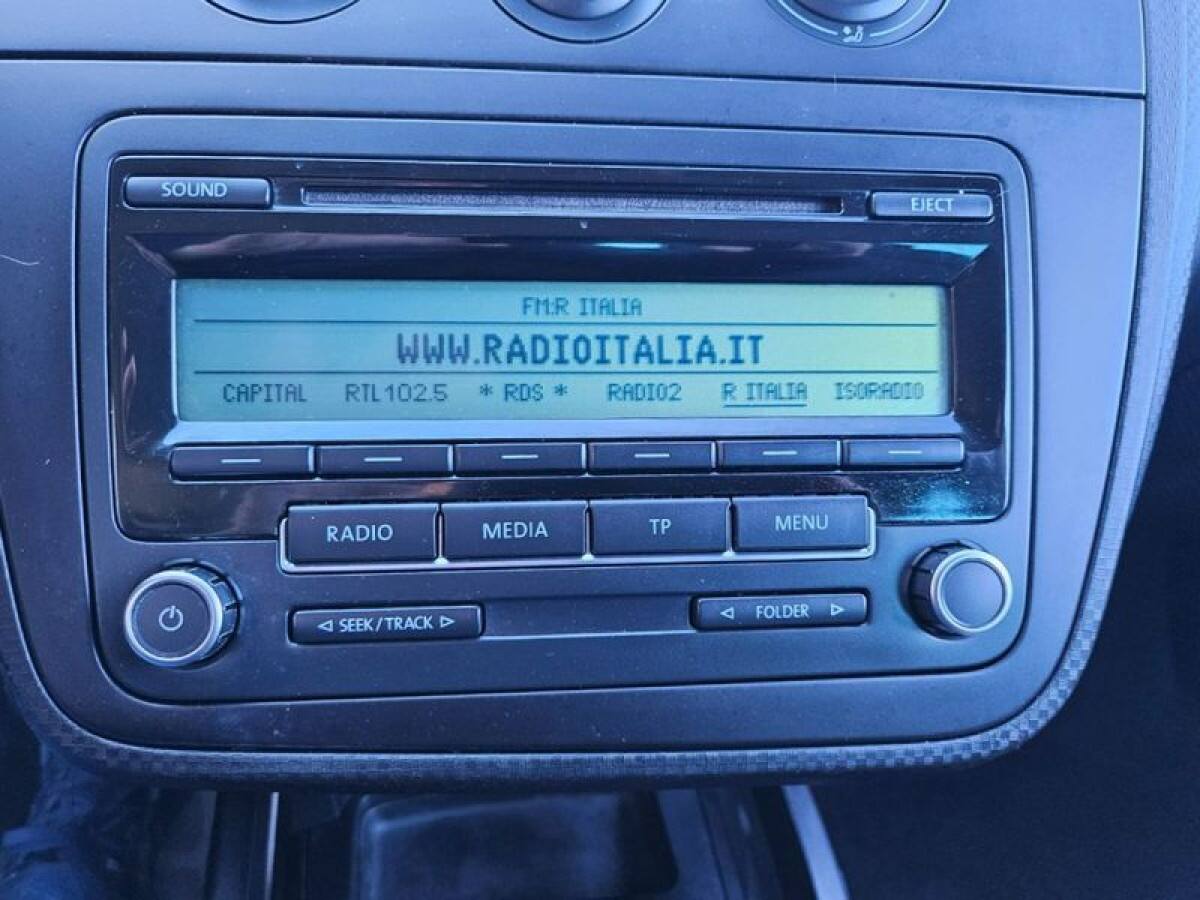 SOUND EJECT
FM:R ITALIA
WWW.RADIOITALIA.IT
CAPITAL RTL102.5 * RDS * RADIO2 R ITALIA ISORADIO
RADIO MEDIA TP MENU
SEEK/TRACK FOLDER